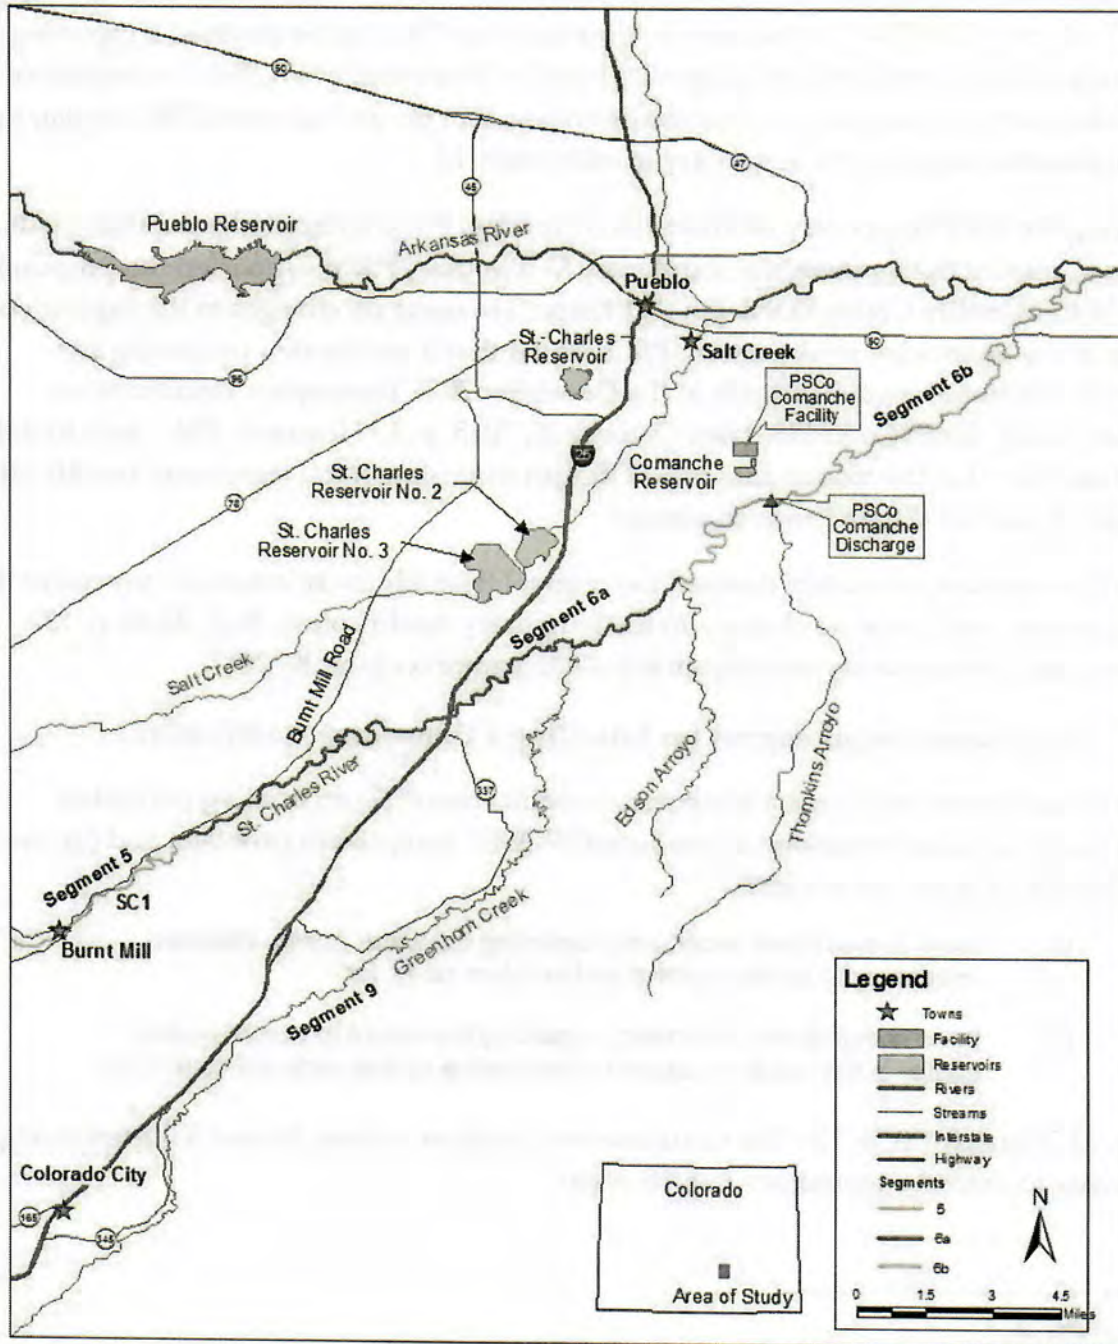 50
47
45
Pueblo Reservoir
Arkansas River
Pueblo
St. Charles
Reservoir
Salt Creek
50
96
PSCo
Comanche
Facility
Segment 6b
25
St. Charles
Reservoir No. 2
Comanche
Reservoir
78
St. Charles
Reservoir No. 3
PSCo
Comanche
Discharge
Segment 6a
Salt Creek
Burnt Mill Road
St. Charles River
Edson Arroyo
Thomkins Arroyo
Segment 5
SC1
Burnt Mill
Greenhorn Creek
Segment 9
Colorado City
165
Colorado
Area of Study
Legend
Towns
Facility
Reservoirs
Rivers
Streams
Interstate
Highway
Segments
5
6a
6b
N
0 1.5 3 4.5
Miles